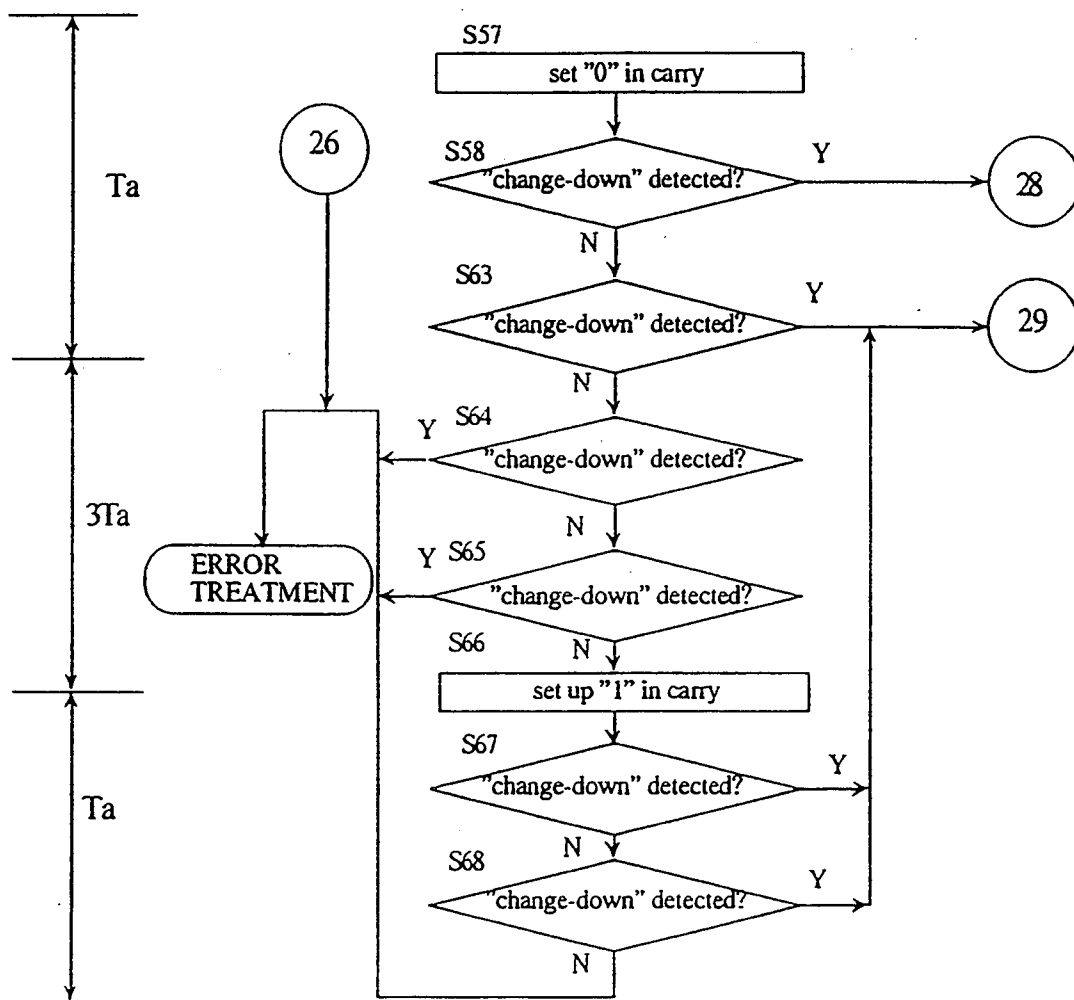 S57
set "0" in carry
26
S58
"change-down" detected?
Y
28
Ta
N
S63
"change-down" detected?
Y
29
N
S64
Y
"change-down" detected?
3Ta
N
S65
Y
ERROR
TREATMENT
"change-down" detected?
S66
N
set up "1" in carry
S67
"change-down" detected?
Y
Ta
N
S68
"change-down" detected?
Y
N